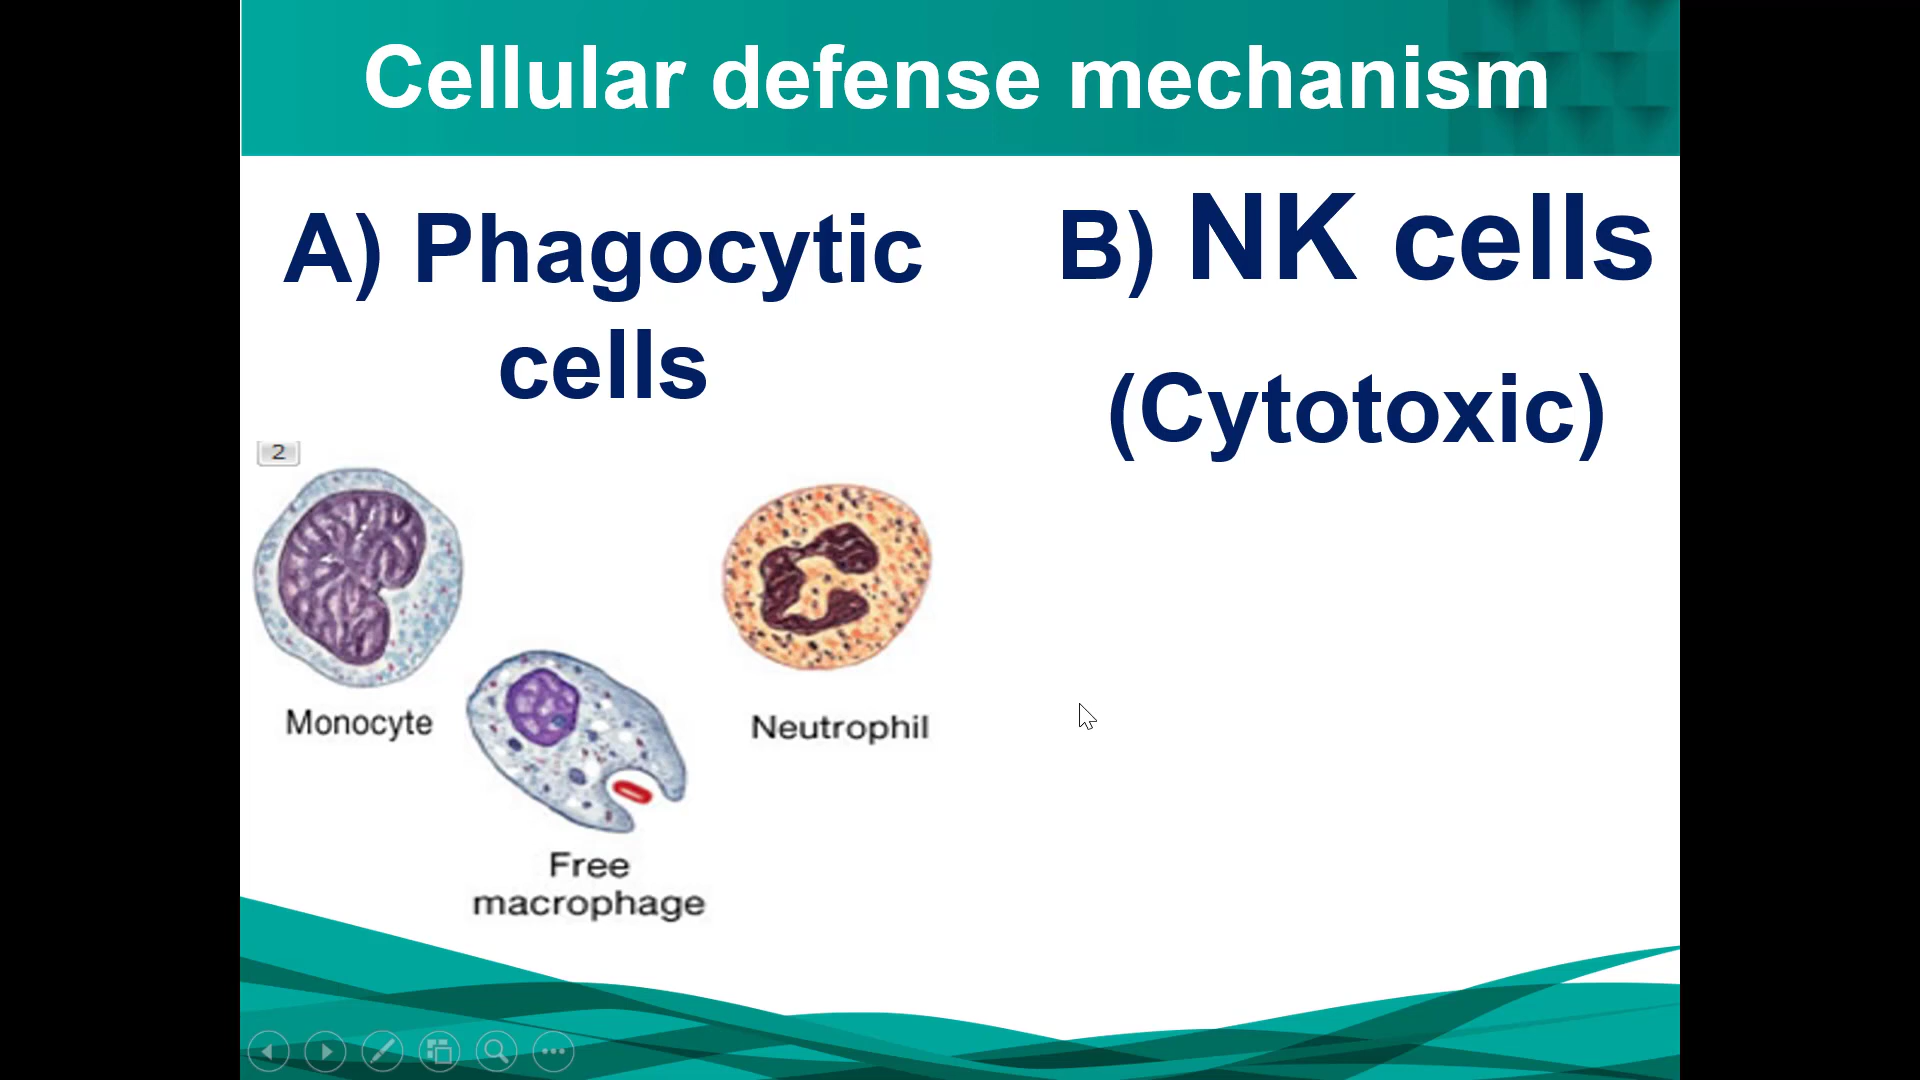 Cellular defense mechanism
A) Phagocytic
cells
B) NK cells
(Cytotoxic)
2
Monocyte
Neutrophil
Free
macrophage